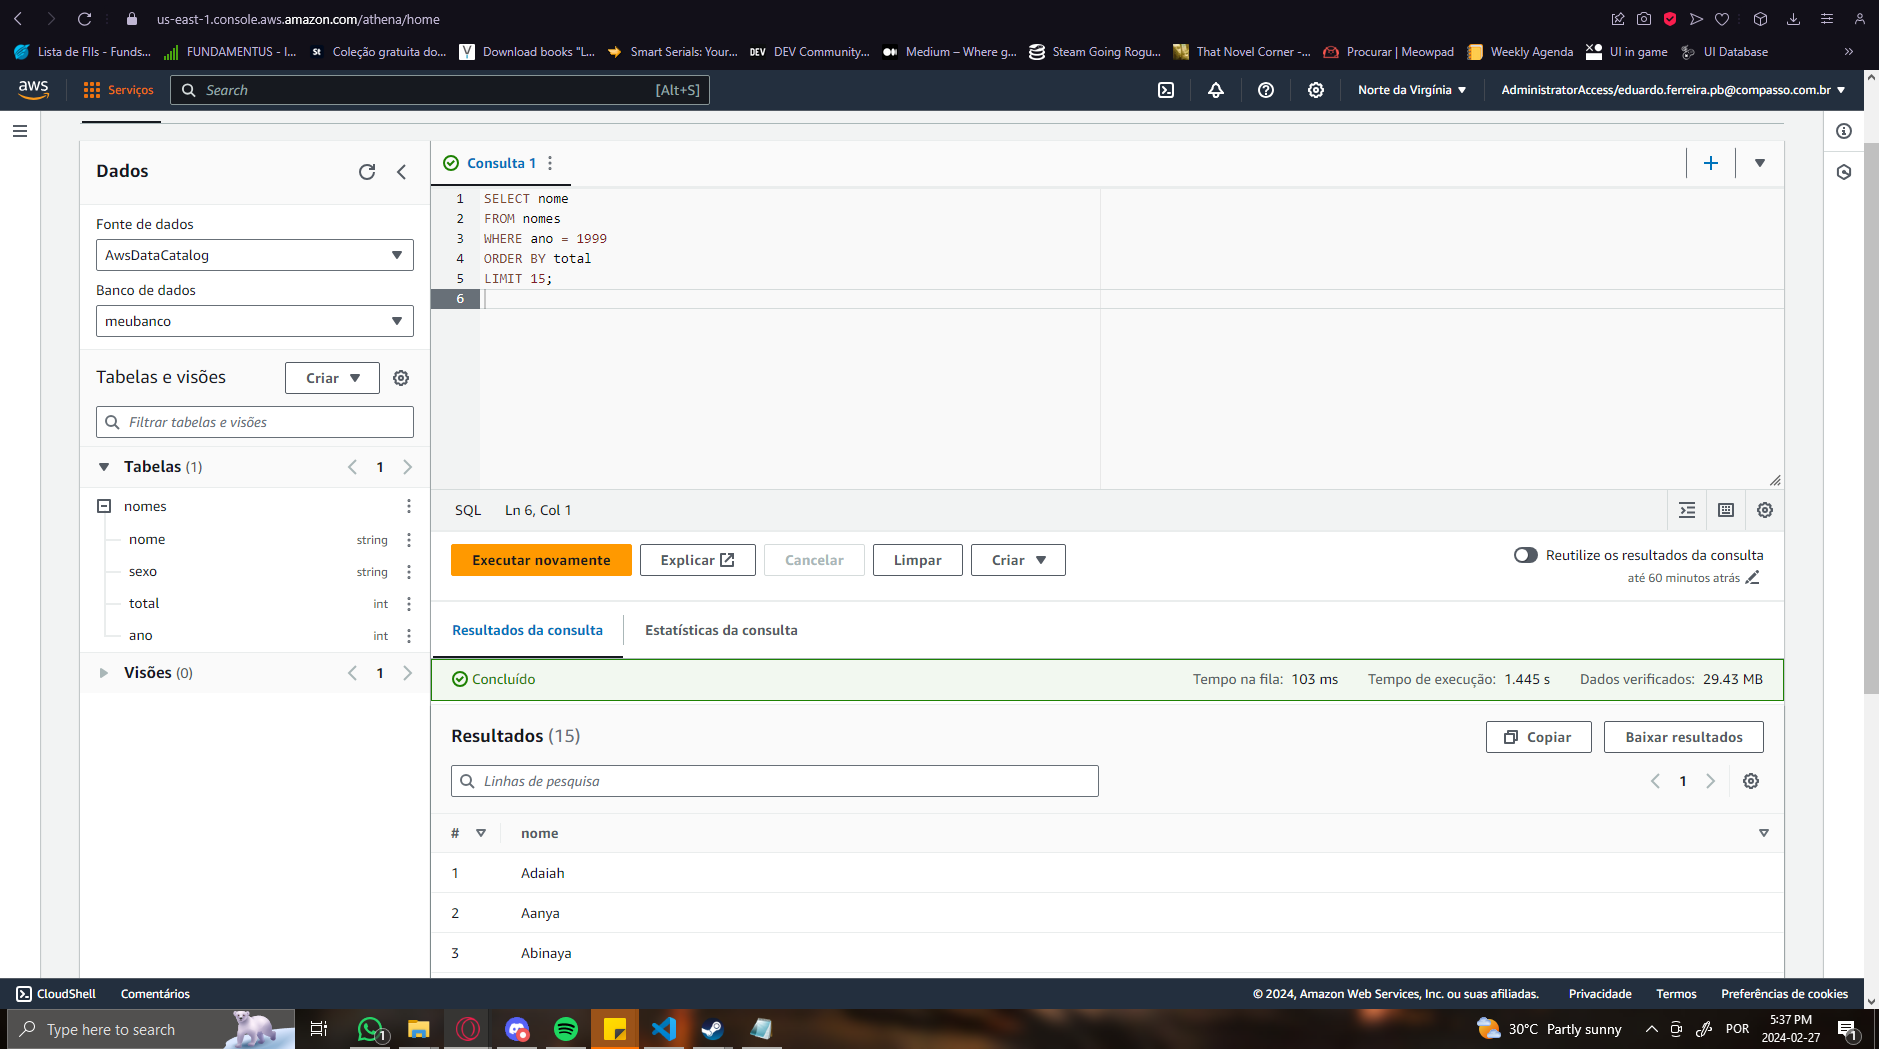 us-east-1.console.aws.amazon.com/athena/home
Lista de FIIs - Funds...
FUNDAMENTUS - I...
St Coleção gratuita do...
V Download books "L...
Smart Serials: Your...
DEV DEV Community,...
Medium – Where g...
Steam Going Rogu...
That Novel Corner -...
Procurar | Meowpad
Weekly Agenda
UI in game
UI Database
»
aws
Serviços
Search [Alt+S]
Norte da Virgínia
AdministratorAccess/eduardo.ferreira.pb@compasso.com.br
Dados
Fonte de dados
AwsDataCatalog
Banco de dados
meubanco
Tabelas e visões
Criar
Filtrar tabelas e visões
Tabelas (1)
1
nomes
nome string
sexo string
total int
ano int
Visões (0)
1
Consulta 1
1 SELECT nome
2 FROM nomes
3 WHERE ano = 1999
4 ORDER BY total
5 LIMIT 15;
6
SQL Ln 6, Col 1
Executar novamente
Explicar
Cancelar
Limpar
Criar
Reutilize os resultados da consulta
até 60 minutos atrás
Resultados da consulta
Estatísticas da consulta
Concluído
Tempo na fila: 103 ms
Tempo de execução: 1.445 s
Dados verificados: 29.43 MB
Resultados (15)
Copiar
Baixar resultados
Linhas de pesquisa
1
# nome
1 Adaiah
2 Aanya
3 Abinaya
CloudShell
Comentários
© 2024, Amazon Web Services, Inc. ou suas afiliadas.
Privacidade
Termos
Preferências de cookies
Type here to search
1
30°C Partly sunny
POR
5:37 PM
2024-02-27
1